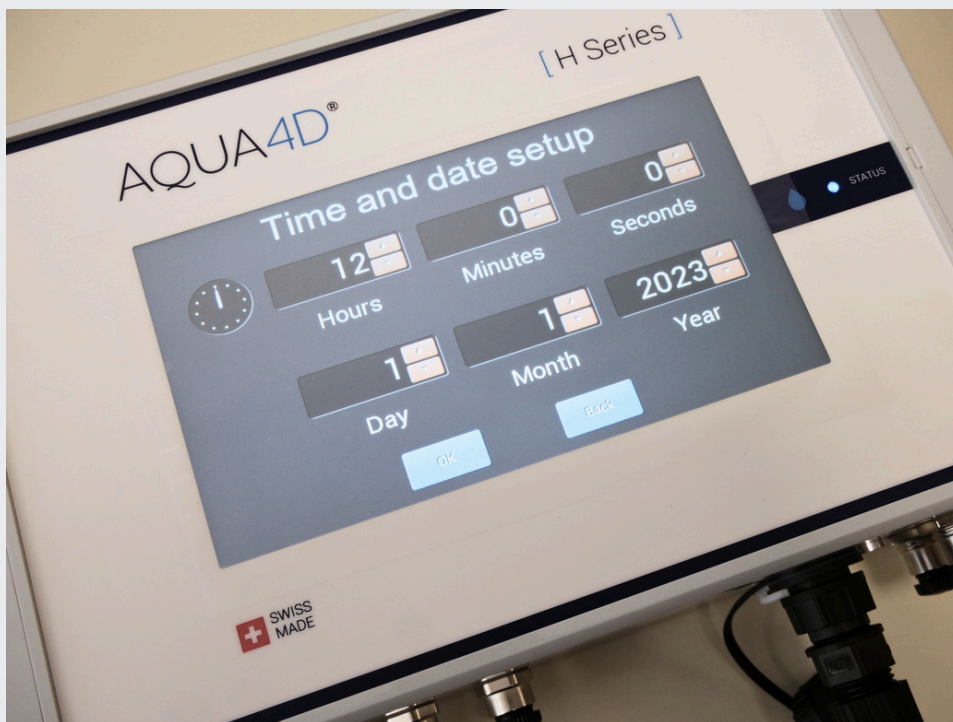 AQUA4D®
[ H Series ]
Time and date setup
12
0
0
Hours
Minutes
Seconds
STATUS
1
1
2023
Day
Month
Year
OK
Back
SWISS
MADE